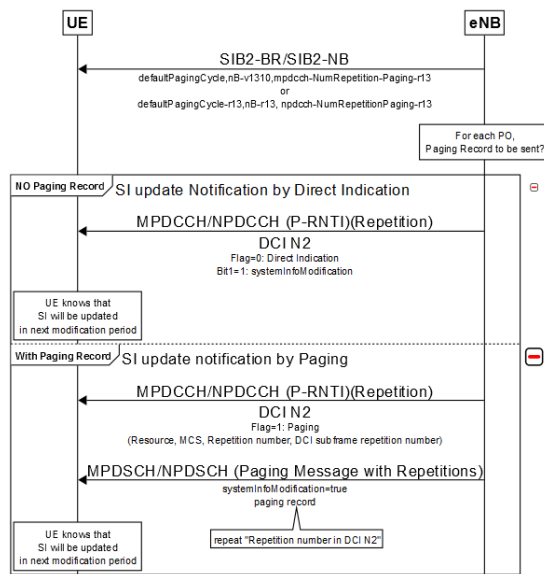 UE
eNB
SIB2-BR/SIB2-NB
defaultPagingCycle,nB-v1310,mpdcch-NumRepetition-Paging-r13
or
defaultPagingCycle-r13,nB-r13, npdcch-NumRepetitionPaging-r13
For each PO,
Paging Record to be sent?
NO Paging Record
SI update Notification by Direct Indication
MPDCCH/NPDCCH (P-RNTI)(Repetition)
DCI N2
Flag=0: Direct Indication
Bit1=1: systemInfoModification
UE knows that
SI will be updated
in next modification period
With Paging Record
SI update notification by Paging
MPDCCH/NPDCCH (P-RNTI)(Repetition)
DCI N2
Flag=1: Paging
(Resource, MCS, Repetition number, DCI subframe repetition number)
MPDSCH/NPDSCH (Paging Message with Repetitions)
systemInfoModification=true
paging record
repeat "Repetition number in DCI N2"
UE knows that
SI will be updated
in next modification period